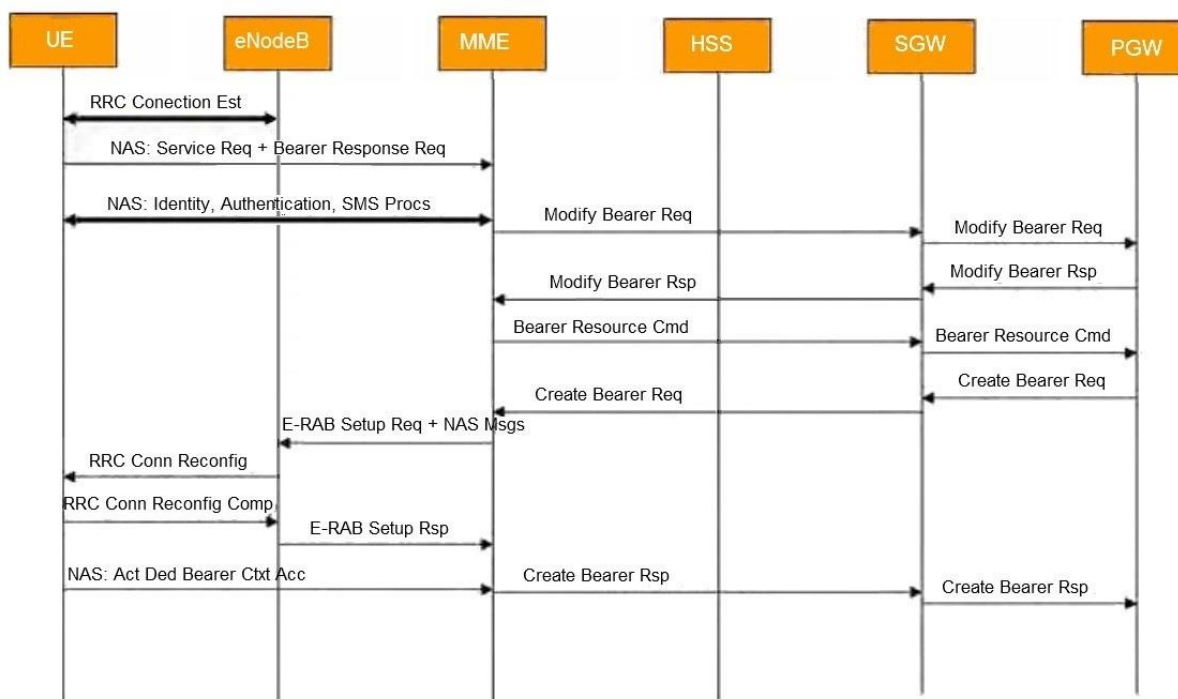 UE
eNodeB
MME
HSS
SGW
PGW
RRC Conection Est
NAS: Service Req + Bearer Response Req
NAS: Identity, Authentication, SMS Procs
Modify Bearer Req
Modify Bearer Req
Modify Bearer Rsp
Modify Bearer Rsp
Bearer Resource Cmd
Bearer Resource Cmd
Create Bearer Req
Create Bearer Req
E-RAB Setup Req + NAS Msgs
RRC Conn Reconfig
RRC Conn Reconfig Comp
E-RAB Setup Rsp
NAS: Act Ded Bearer Ctxt Acc
Create Bearer Rsp
Create Bearer Rsp